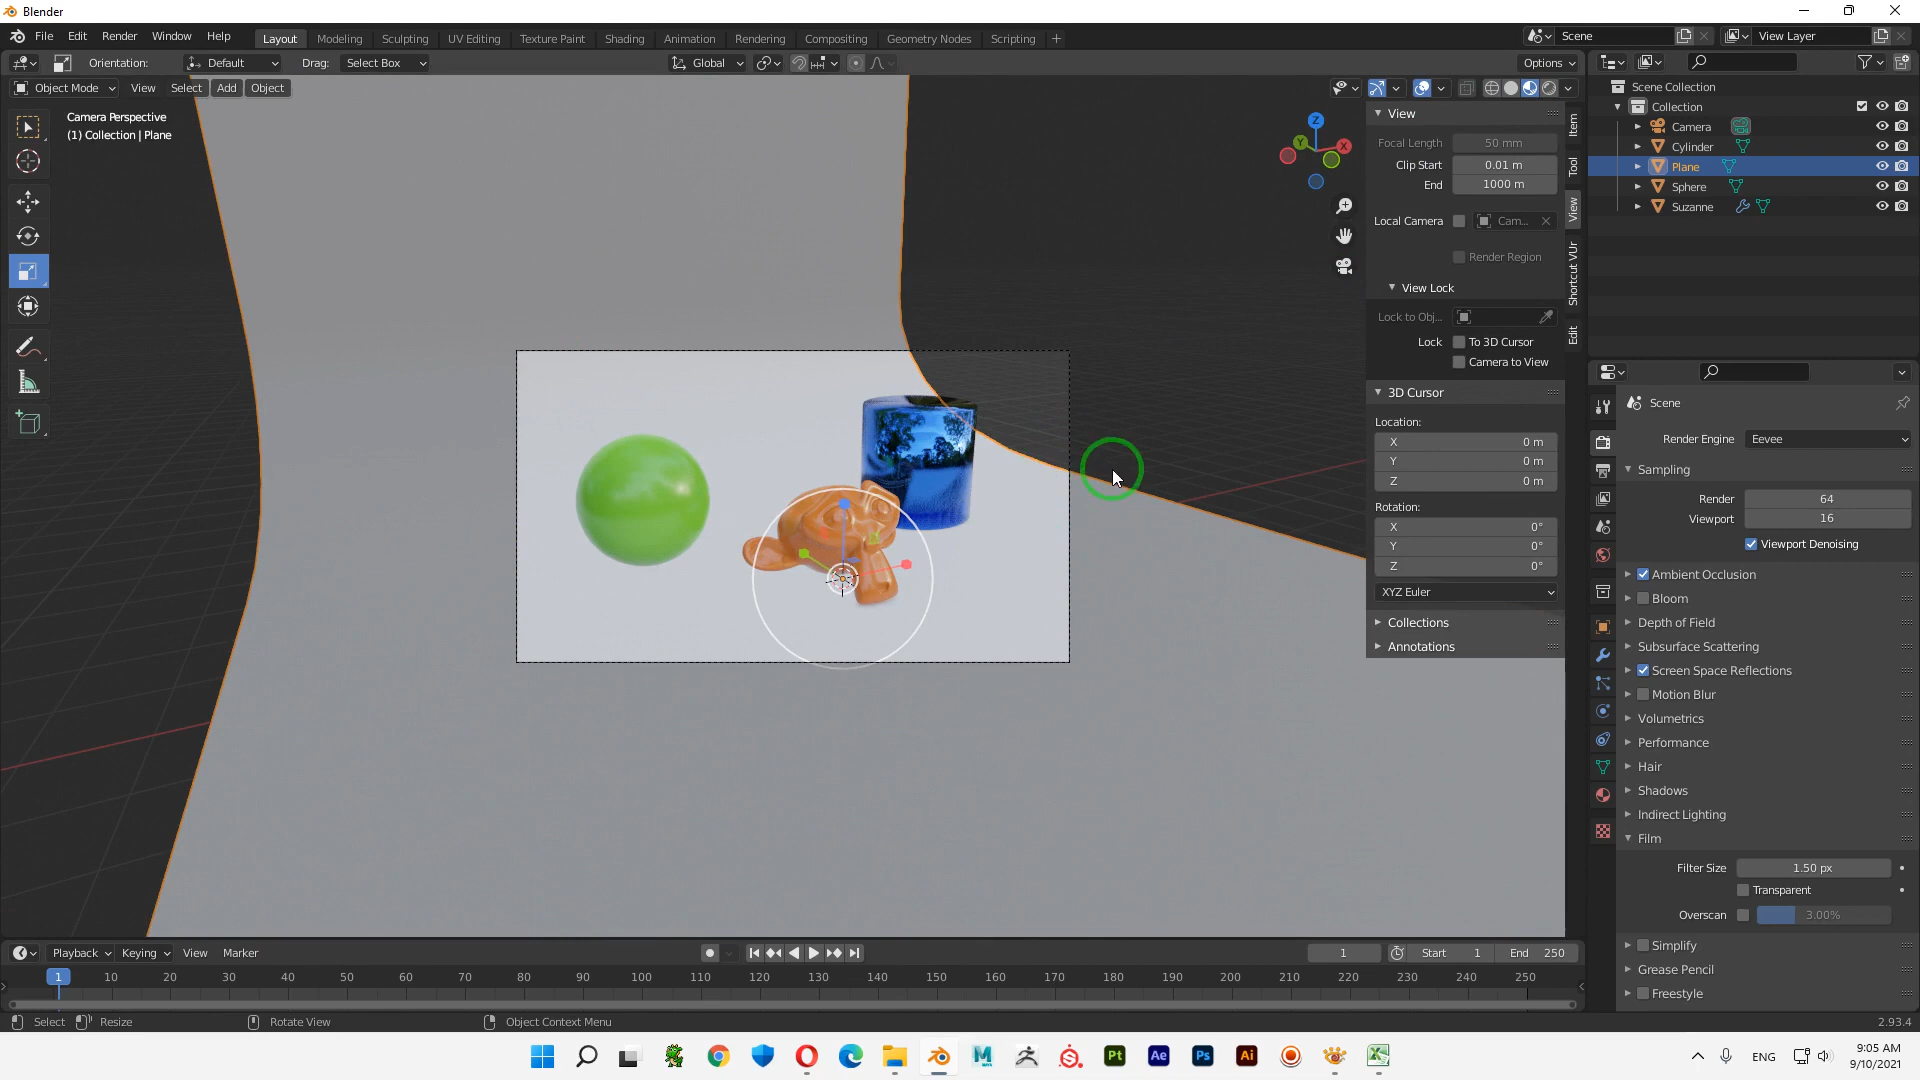 Blender
File Edit Render Window Help Layout Modeling Sculpting UV Editing Texture Paint Shading Animation Rendering Compositing Geometry Nodes Scripting + Scene View Layer
Orientation: Default Drag: Select Box Global Options
Object Mode View Select Add Object
Camera Perspective
(1) Collection | Plane
Z
Y
X
View
Focal Length 50 mm
Clip Start 0.01 m
End 1000 m
Local Camera Cam...
Render Region
View Lock
Lock to Obj...
Lock To 3D Cursor
Camera to View
3D Cursor
Location:
X 0 m
Y 0 m
Z 0 m
Rotation:
X 0°
Y 0°
Z 0°
XYZ Euler
Collections
Annotations
Item
Tool
View
Shortcut VUr
Edit
Scene Collection
Collection
Camera
Cylinder
Plane
Sphere
Suzanne
Scene
Render Engine Eevee
Sampling
Render 64
Viewport 16
Viewport Denoising
Ambient Occlusion
Bloom
Depth of Field
Subsurface Scattering
Screen Space Reflections
Motion Blur
Volumetrics
Performance
Hair
Shadows
Indirect Lighting
Film
Filter Size 1.50 px
Transparent
Overscan 3.00%
Simplify
Grease Pencil
Freestyle
Playback Keying View Marker 1 Start 1 End 250
1 10 20 30 40 50 60 70 80 90 100 110 120 130 140 150 160 170 180 190 200 210 220 230 240 250
Select Resize Rotate View Object Context Menu 2.93.4
Pt Ae Ps Ai ENG 9:05 AM
9/10/2021